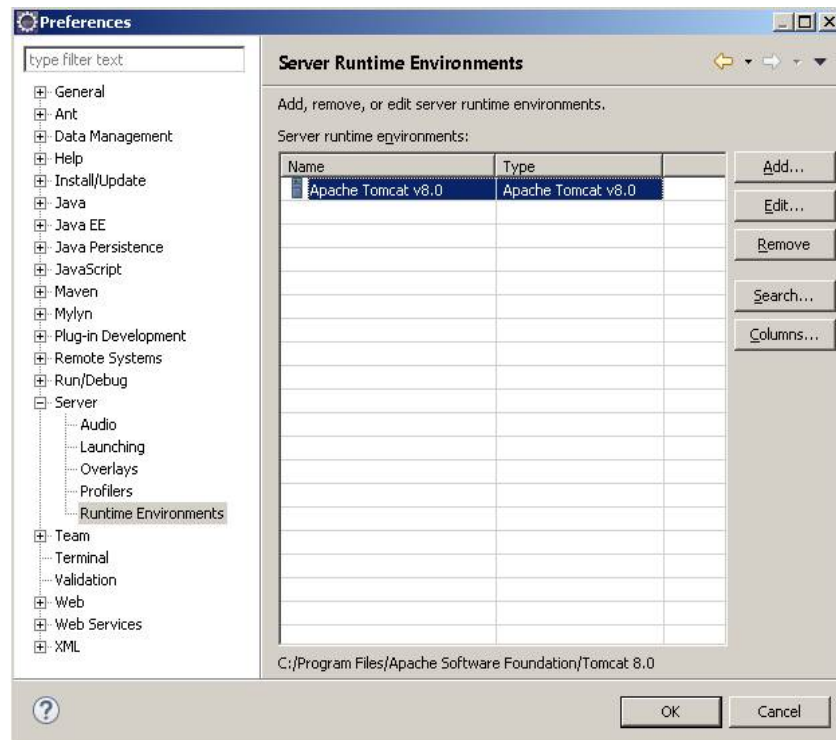 Preferences
type filter text
General
Ant
Data Management
Help
Install/Update
Java
Java EE
Java Persistence
JavaScript
Maven
Mylyn
Plug-in Development
Remote Systems
Run/Debug
Server
Audio
Launching
Overlays
Profilers
Runtime Environments
Team
Terminal
Validation
Web
Web Services
XML
Server Runtime Environments
Add, remove, or edit server runtime environments.
Server runtime environments:
Name Type
Apache Tomcat v8.0 Apache Tomcat v8.0
Add...
Edit...
Remove
Search...
Columns...
C:/Program Files/Apache Software Foundation/Tomcat 8.0
? OK Cancel